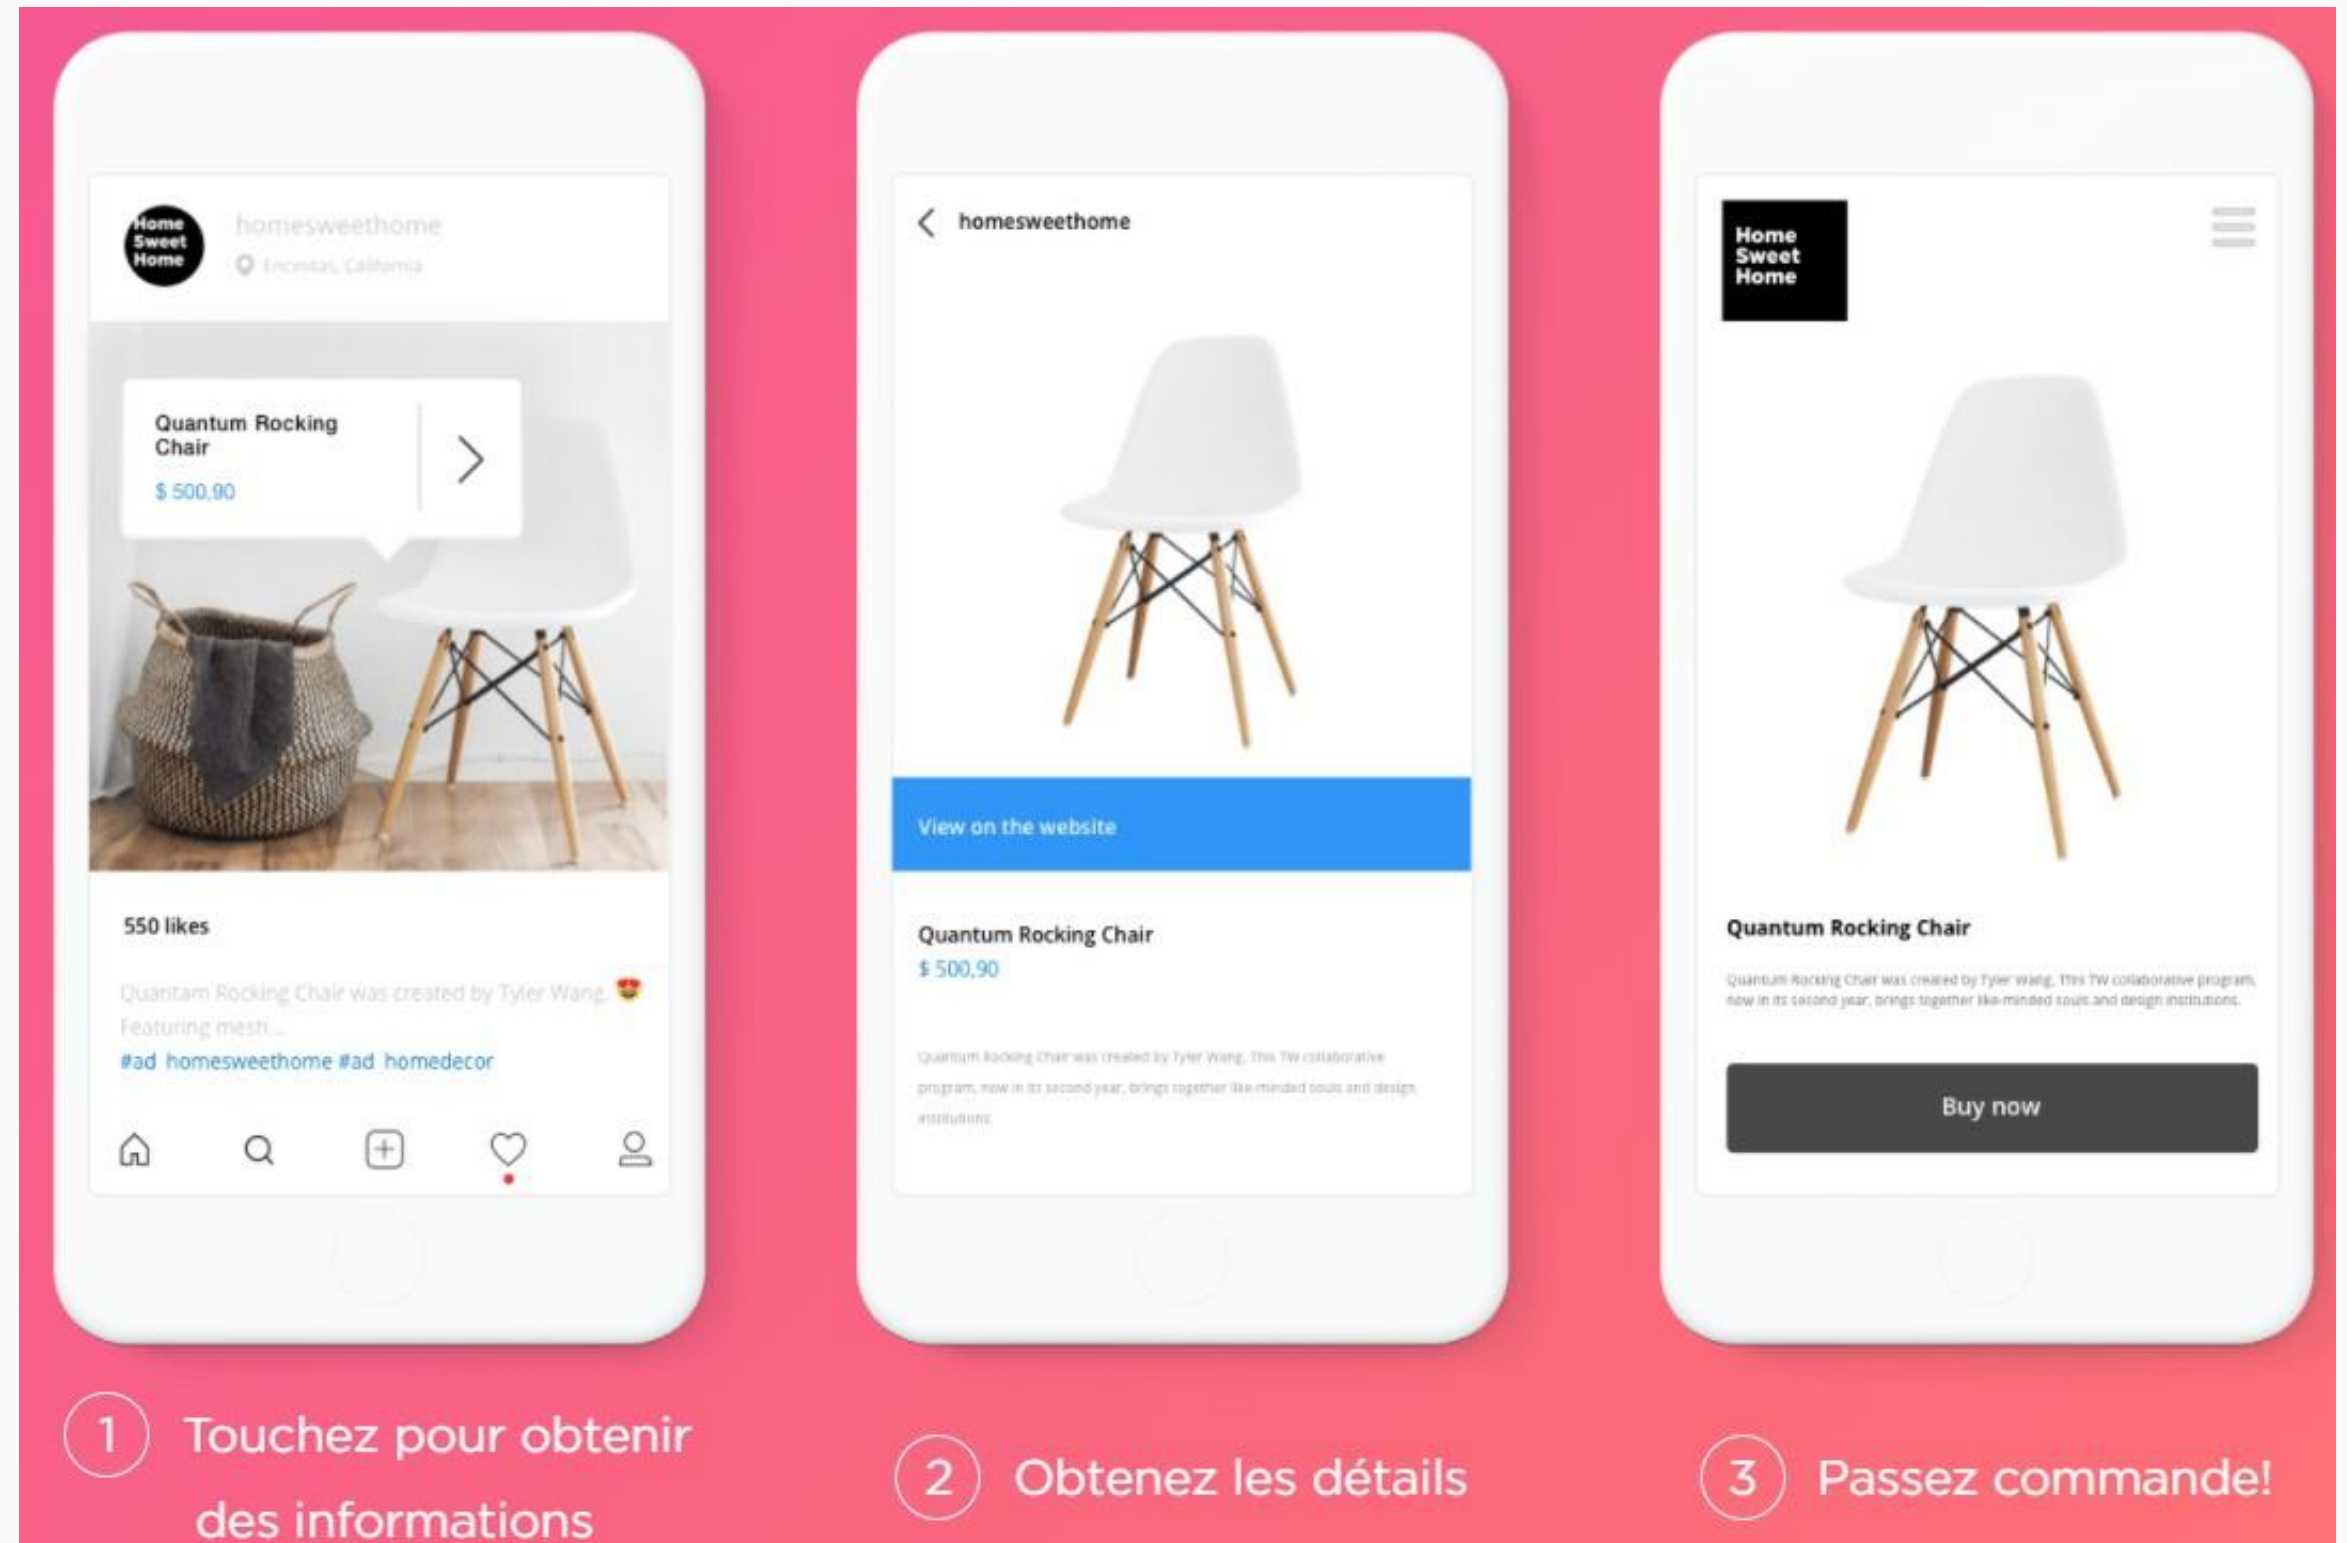 Home
Sweet
Home
homesweethome
Encinitas, California
Quantum Rocking
Chair
$ 500,90
550 likes
Quantam Rocking Chair was created by Tyler Wang.
Featuring mesh...
#ad homesweethome #ad homedecor
1 Touchez pour obtenir
des informations
homesweethome
View on the website
Quantum Rocking Chair
$ 500,90
Quantum Rocking Chair was created by Tyler Wang. This TW collaborative
program, now in its second year, brings together like-minded souls and design
institutions.
2 Obtenez les détails
Home
Sweet
Home
Quantum Rocking Chair
Quantum Rocking Chair was created by Tyler Wang. This TW collaborative program,
now in its second year, brings together like-minded souls and design institutions.
Buy now
3 Passez commande!